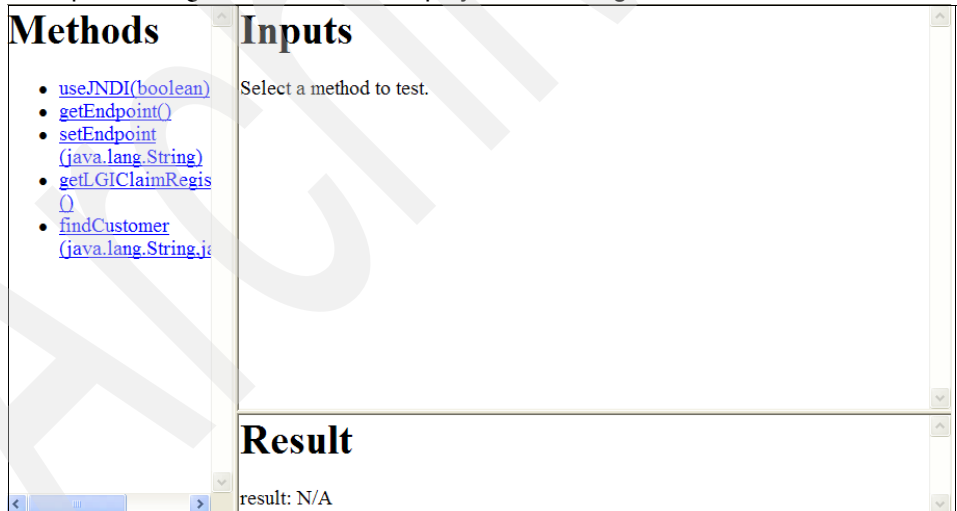 Methods
useJNDI(boolean)
getEndpoint()
setEndpoint
(java.lang.String)
getLGIClaimRegis
()
findCustomer
(java.lang.String,ja
Inputs
Select a method to test.
Result
result: N/A